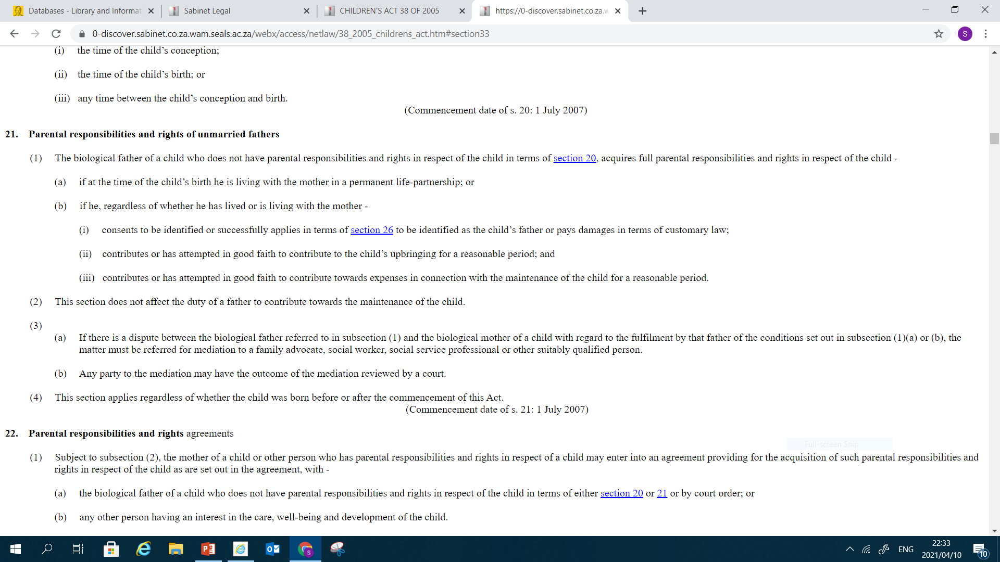 Databases - Library and Informat
Sabinet Legal
CHILDREN'S ACT 38 OF 2005
https://0-discover.sabinet.co.za.w
0-discover.sabinet.co.za.wam.seals.ac.za/webx/access/netlaw/38_2005_childrens_act.htm#section33
S
(i) the time of the child’s conception;
(ii) the time of the child’s birth; or
(iii) any time between the child’s conception and birth.
(Commencement date of s. 20: 1 July 2007)
21. Parental responsibilities and rights of unmarried fathers
(1) The biological father of a child who does not have parental responsibilities and rights in respect of the child in terms of section 20, acquires full parental responsibilities and rights in respect of the child -
(a) if at the time of the child’s birth he is living with the mother in a permanent life-partnership; or
(b) if he, regardless of whether he has lived or is living with the mother -
(i) consents to be identified or successfully applies in terms of section 26 to be identified as the child’s father or pays damages in terms of customary law;
(ii) contributes or has attempted in good faith to contribute to the child’s upbringing for a reasonable period; and
(iii) contributes or has attempted in good faith to contribute towards expenses in connection with the maintenance of the child for a reasonable period.
(2) This section does not affect the duty of a father to contribute towards the maintenance of the child.
(3)
(a) If there is a dispute between the biological father referred to in subsection (1) and the biological mother of a child with regard to the fulfilment by that father of the conditions set out in subsection (1)(a) or (b), the
matter must be referred for mediation to a family advocate, social worker, social service professional or other suitably qualified person.
(b) Any party to the mediation may have the outcome of the mediation reviewed by a court.
(4) This section applies regardless of whether the child was born before or after the commencement of this Act.
(Commencement date of s. 21: 1 July 2007)
22. Parental responsibilities and rights agreements
Full-screen Snip
(1) Subject to subsection (2), the mother of a child or other person who has parental responsibilities and rights in respect of a child may enter into an agreement providing for the acquisition of such parental responsibilities and
rights in respect of the child as are set out in the agreement, with -
(a) the biological father of a child who does not have parental responsibilities and rights in respect of the child in terms of either section 20 or 21 or by court order; or
(b) any other person having an interest in the care, well-being and development of the child.
ENG
22:33
2021/04/10
10